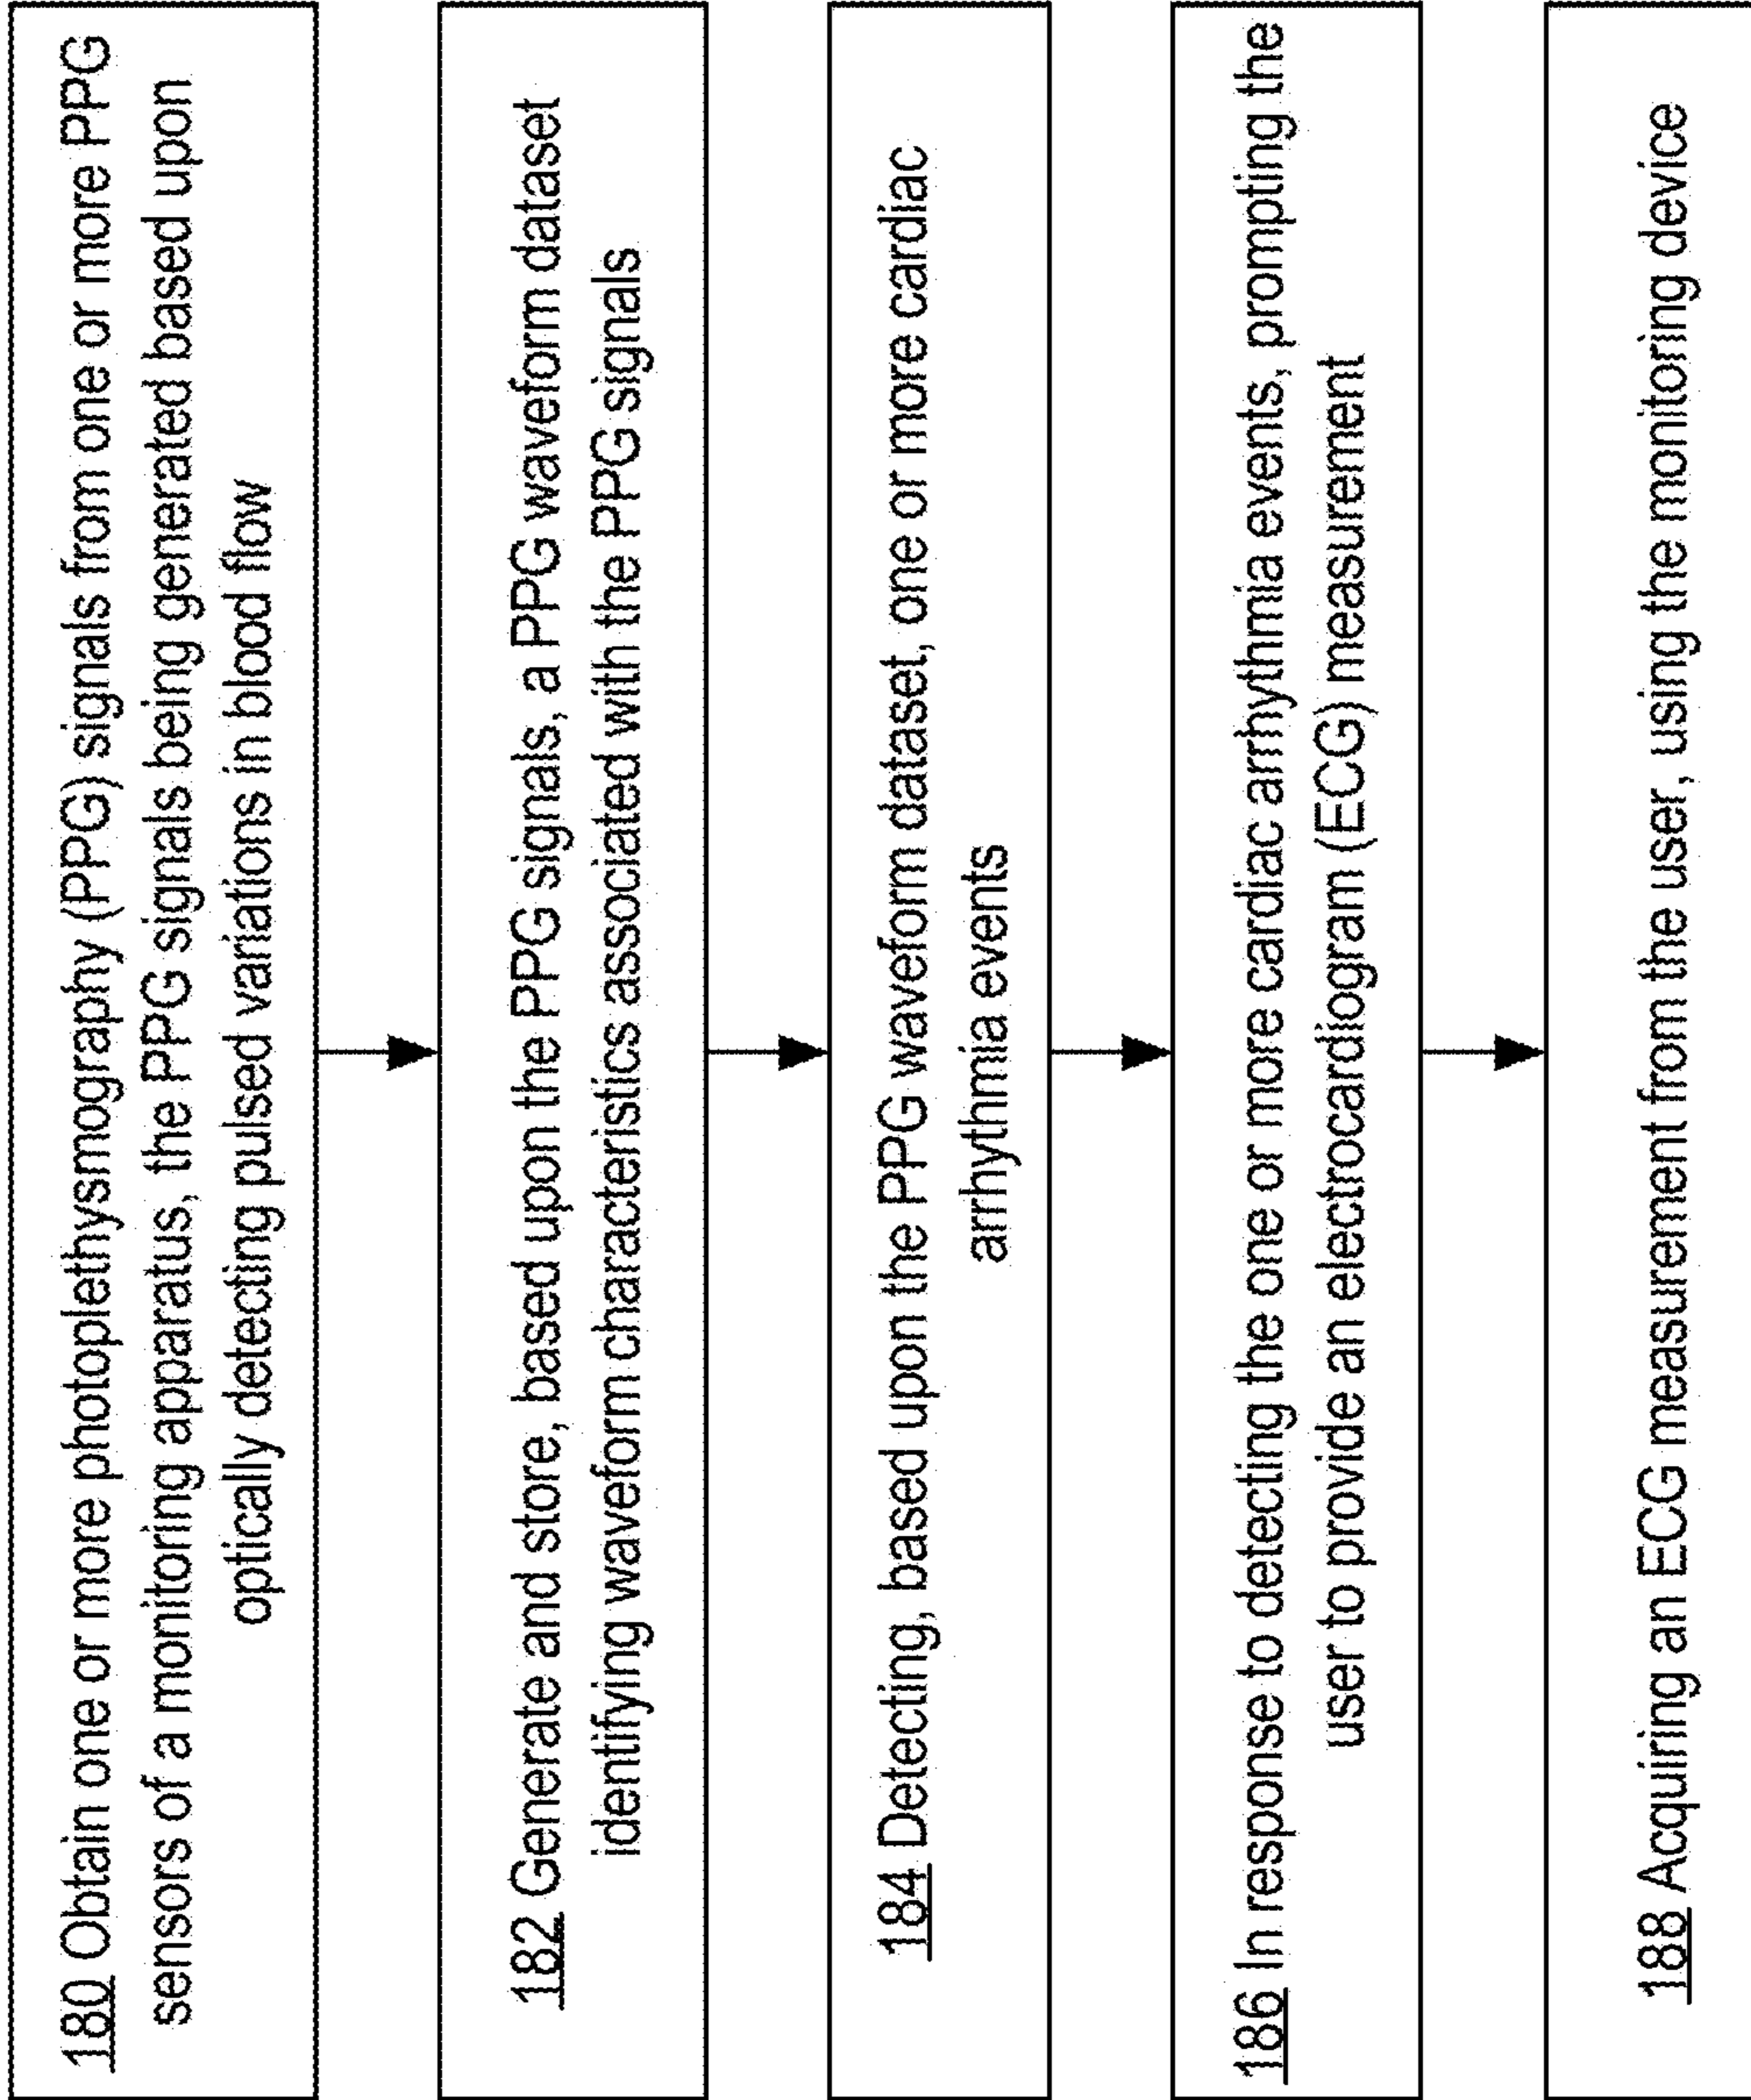 180 Obtain one or more photoplethysmography (PPG) signals from one or more PPG
sensors of a monitoring apparatus, the PPG signals being generated based upon
optically detecting pulsed variations in blood flow
182 Generate and store, based upon the PPG signals, a PPG waveform dataset
identifying waveform characteristics associated with the PPG signals
184 Detecting, based upon the PPG waveform dataset, one or more cardiac
arrhythmia events
186 In response to detecting the one or more cardiac arrhythmia events, prompting the
user to provide an electrocardiogram (ECG) measurement
188 Acquiring an ECG measurement from the user, using the monitoring device